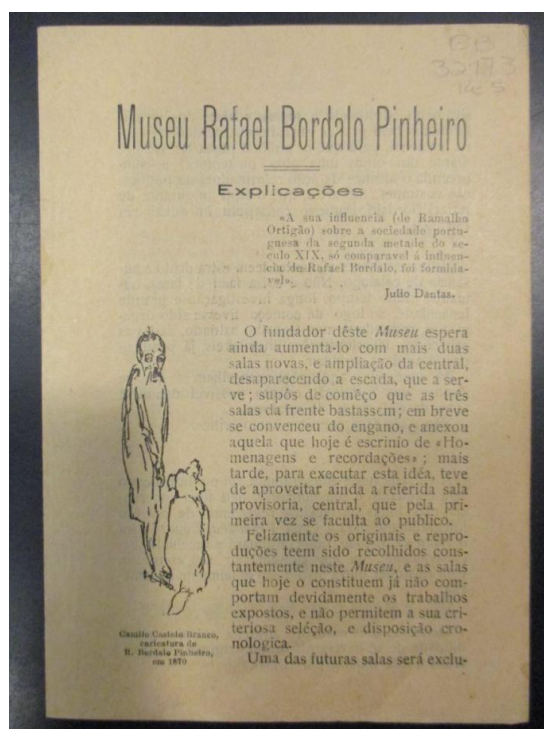 BB
32173
Museu Rafael Bordalo Pinheiro
Explicações
«A sua influencia (de Ramalho
Ortigão) sobre a sociedade portu-
guesa da segunda metade do se-
culo XIX, só comparavel á influen-
cia de Rafael Bordalo, foi formida-
vel».
Julio Dantas.
O fundador dêste Museu espera
ainda aumenta-lo com mais duas
salas novas, e ampliação da central,
desaparecendo a escada, que a ser-
ve; supôs de comêço que as três
salas da frente bastassem; em breve
se convenceu do engano, e anexou
aquela que hoje é escrinio de «Ho-
menagens e recordações»; mais
tarde, para executar esta idéa, teve
de aproveitar ainda a referida sala
provisoria, central, que pela pri-
meira vez se faculta ao publico.
Felizmente os originais e repro-
duções teem sido recolhidos cons-
tantemente neste Museu, e as salas
que hoje o constituem já não com-
portam devidamente os trabalhos
expostos, e não permitem a sua cri-
teriosa seléção, e disposição cro-
nologica.
Uma das futuras salas será exclu-
Camilo Castelo Branco,
caricatura de
R. Bordalo Pinheiro,
em 1870